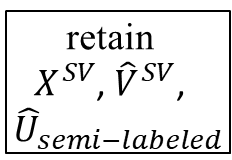 retain
X^{SV}, V̂^{SV},
Û_{semi−labeled}